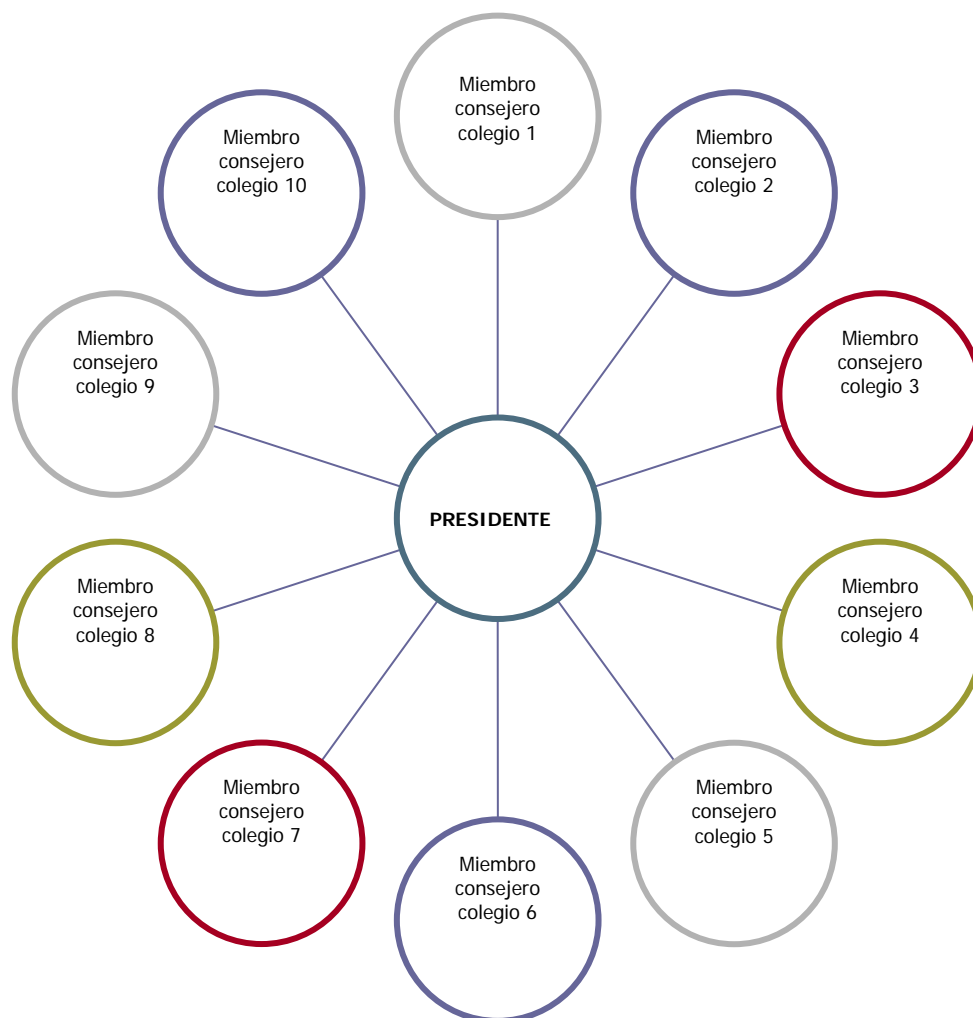 Miembro
consejero
colegio 1
Miembro
consejero
colegio 2
Miembro
consejero
colegio 3
Miembro
consejero
colegio 4
Miembro
consejero
colegio 5
Miembro
consejero
colegio 6
Miembro
consejero
colegio 7
Miembro
consejero
colegio 8
Miembro
consejero
colegio 9
Miembro
consejero
colegio 10
PRESIDENTE